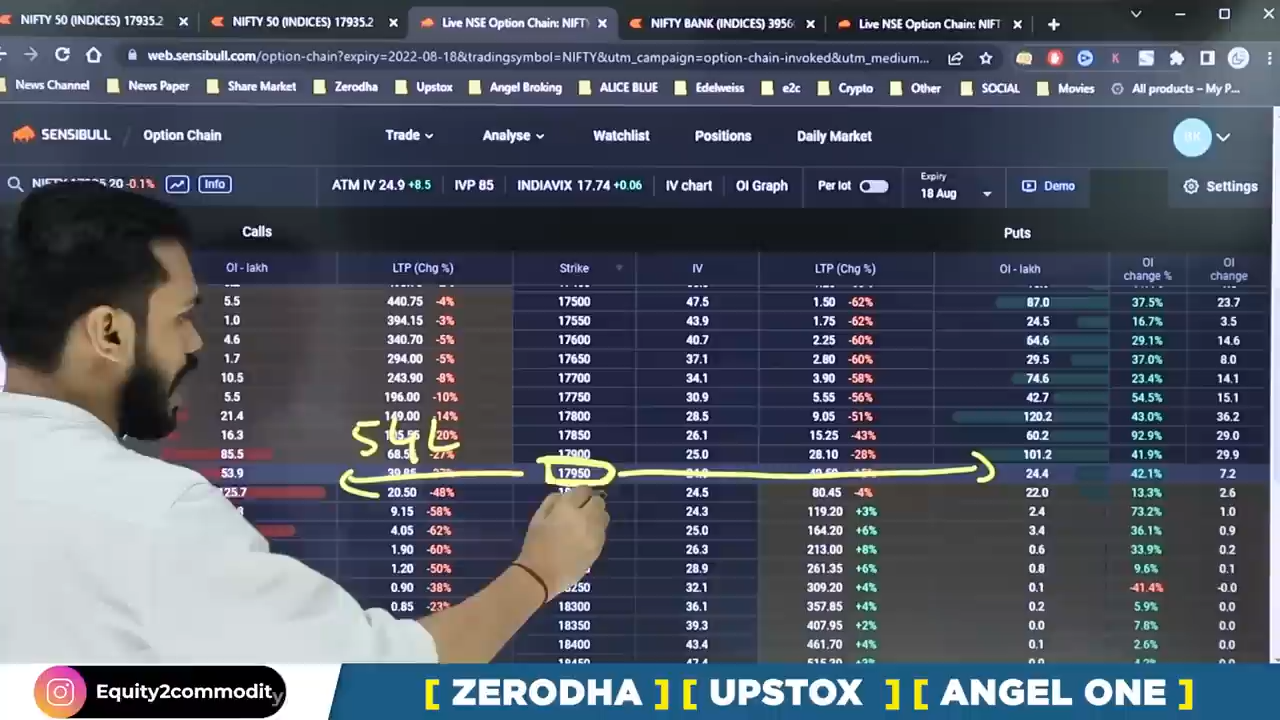 NIFTY 50 (INDICES) 17935.2 × NIFTY 50 (INDICES) 17935.2 × Live NSE Option Chain: NIFTY × NIFTY BANK (INDICES) 3956 × Live NSE Option Chain: NIFT × +
web.sensibull.com/option-chain?expiry=2022-08-18&tradingsymbol=NIFTY&utm_campaign=option-chain-invoked&utm_medium...
News Channel News Paper Share Market Zerodha Upstox Angel Broking ALICE BLUE Edelweiss e2c Crypto Other SOCIAL Movies All products – My P...
SENSIBULL / Option Chain Trade Analyse Watchlist Positions Daily Market BK
-0.1% Info ATM IV 24.9 +8.5 IVP 85 INDIAVIX 17.74 +0.06 IV chart OI Graph Per lot Expiry 18 Aug Demo Settings
Calls Puts
OI - lakh LTP (Chg %) Strike IV LTP (Chg %) OI - lakh OI change % OI change
5.5 440.75 -4% 17500 47.5 1.50 -62% 87.0 37.5% 23.7
1.0 394.15 -3% 17550 43.9 1.75 -62% 24.5 16.7% 3.5
4.6 340.70 -5% 17600 40.7 2.25 -60% 64.6 29.1% 14.6
1.7 294.00 -5% 17650 37.1 2.80 -60% 29.5 37.0% 8.0
10.5 243.90 -8% 17700 34.1 3.90 -58% 74.6 23.4% 14.1
5.5 196.00 -10% 17750 30.9 5.55 -56% 42.7 54.5% 15.1
21.4 149.00 -14% 17800 28.5 9.05 -51% 120.2 43.0% 36.2
54L
16.3 -20% 17850 26.1 15.25 -43% 60.2 92.9% 29.0
85.5 -27% 17900 25.0 28.10 -28% 101.2 41.9% 29.9
53.9 17950 24.4 42.1% 7.2
125.7 20.50 -48% 24.5 80.45 -4% 22.0 13.3% 2.6
9.15 -58% 24.3 119.20 +3% 2.4 73.2% 1.0
4.05 -62% 25.0 164.20 +6% 3.4 36.1% 0.9
1.90 -60% 26.3 213.00 +8% 0.6 33.9% 0.2
1.20 -50% 28.9 261.35 +6% 0.8 9.6% 0.1
0.90 -38% 32.1 309.20 +4% 0.1 -41.4% -0.0
0.85 -23% 18300 36.1 357.85 +4% 0.2 5.9% 0.0
18350 39.3 407.95 +2% 0.1 7.8% 0.0
18400 43.4 461.70 +4% 0.1 2.6% 0.0
Equity2commodity [ ZERODHA ] [ UPSTOX ] [ ANGEL ONE ]